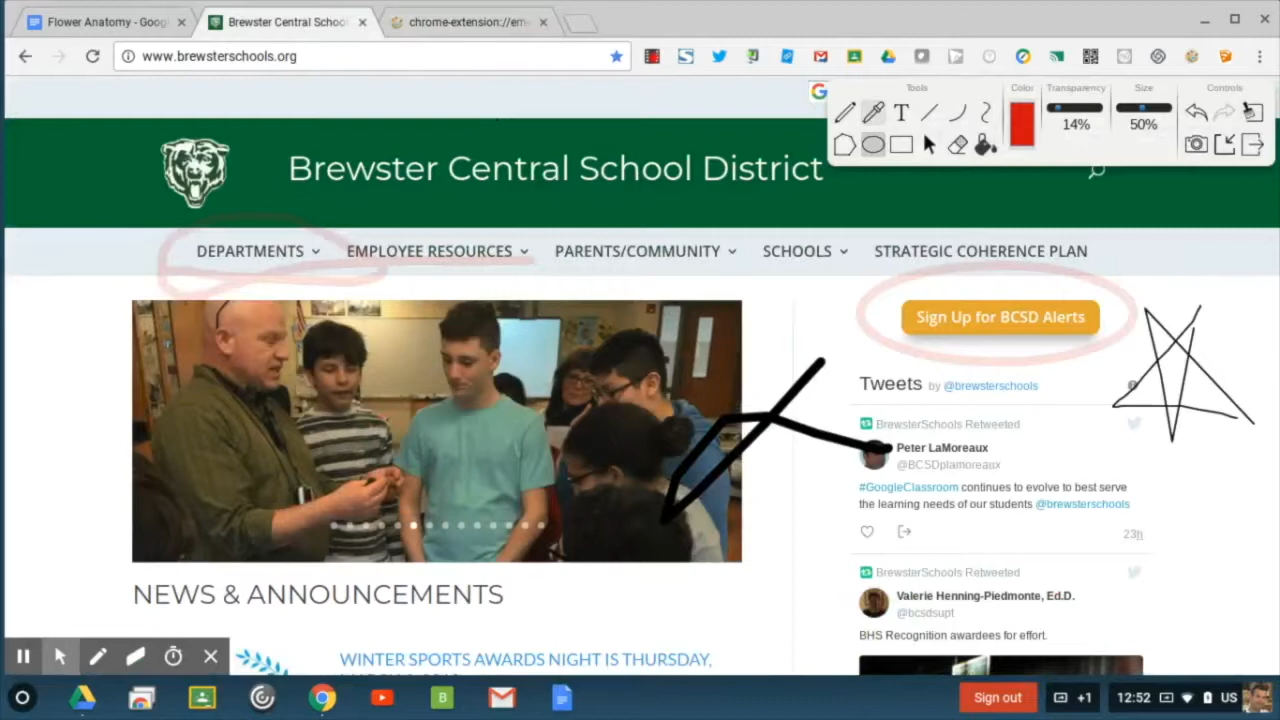 Flower Anatomy - Goog
Brewster Central Schoo
chrome-extension://eme
www.brewsterschools.org
Tools
Color
Transparency
Size
Controls
14%
50%
Brewster Central School District
DEPARTMENTS
EMPLOYEE RESOURCES
PARENTS/COMMUNITY
SCHOOLS
STRATEGIC COHERENCE PLAN
Sign Up for BCSD Alerts
Tweets by @brewsterschools
BrewsterSchools Retweeted
Peter LaMoreaux
@BCSDplamoreaux
#GoogleClassroom continues to evolve to best serve
the learning needs of our students @brewsterschools
23h
BrewsterSchools Retweeted
Valerie Henning-Piedmonte, Ed.D.
@bcsdsupt
BHS Recognition awardees for effort.
NEWS & ANNOUNCEMENTS
WINTER SPORTS AWARDS NIGHT IS THURSDAY,
Sign out
+1
12:52
US